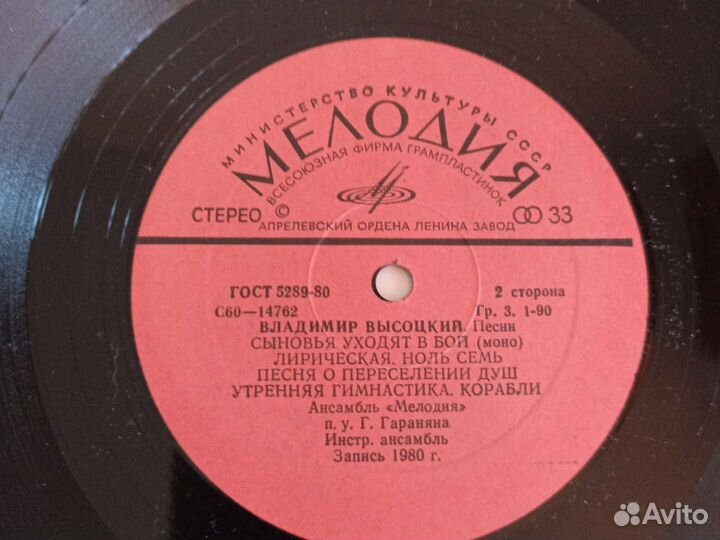 МИНИСТЕРСТВО КУЛЬТУРЫ СССР
МЕЛОДИЯ
ВСЕСОЮЗНАЯ ФИРМА ГРАМПЛАСТИНОК
СТЕРЕО © 33
АПРЕЛЕВСКИЙ ОРДЕНА ЛЕНИНА ЗАВОД
ГОСТ 5289-80 2 сторона
С60—14762 Гр. 3. 1-90
ВЛАДИМИР ВЫСОЦКИЙ. Песни
СЫНОВЬЯ УХОДЯТ В БОЙ (моно)
ЛИРИЧЕСКАЯ. НОЛЬ СЕМЬ
ПЕСНЯ О ПЕРЕСЕЛЕНИИ ДУШ
УТРЕННЯЯ ГИМНАСТИКА. КОРАБЛИ
Ансамбль «Мелодия»
п. у. Г. Гараняна
Инстр. ансамбль
Запись 1980 г.
Avito